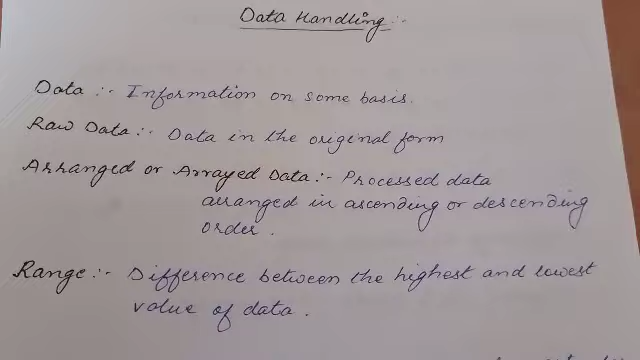 Data Handling :-
Data :- Information on some basis.
Raw Data :- Data in the original form
Arranged or Arrayed Data :- Processed data
arranged in ascending or descending
order.
Range :- Difference between the highest and lowest
value of data.